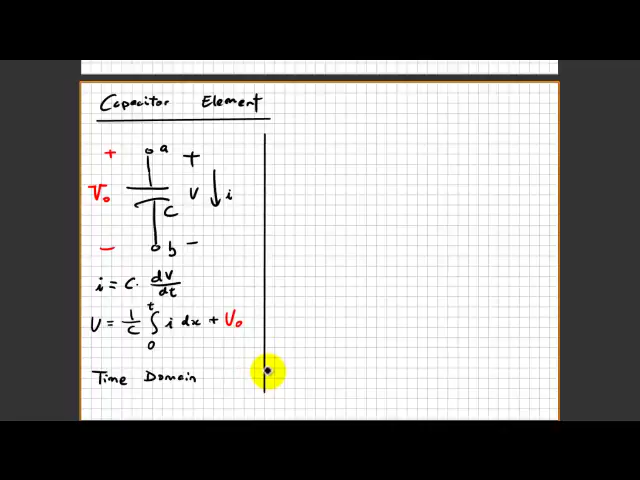 Capacitor Element
+ a +
V₀ C V ↓ i
− b −
i = C · dV/dt
V = 1/C ∫₀ᵗ i dx + V₀
Time Domain